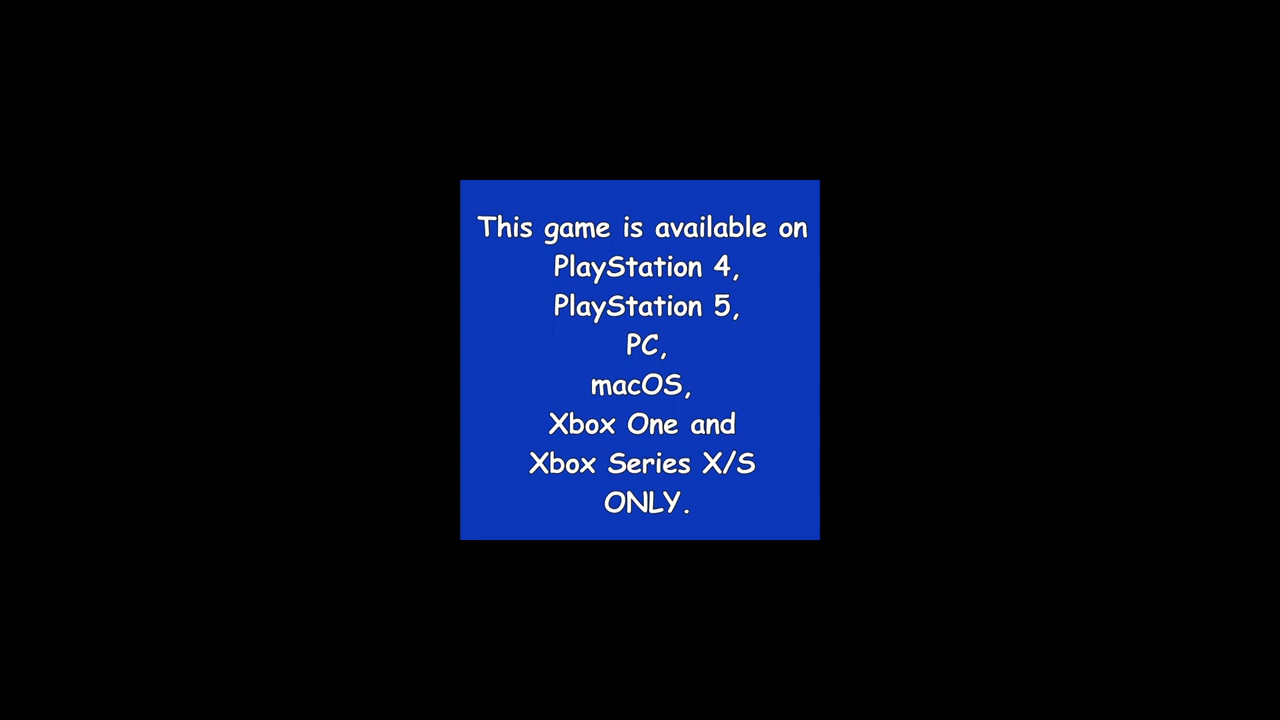 This game is available on
PlayStation 4,
PlayStation 5,
PC,
macOS,
Xbox One and
Xbox Series X/S
ONLY.